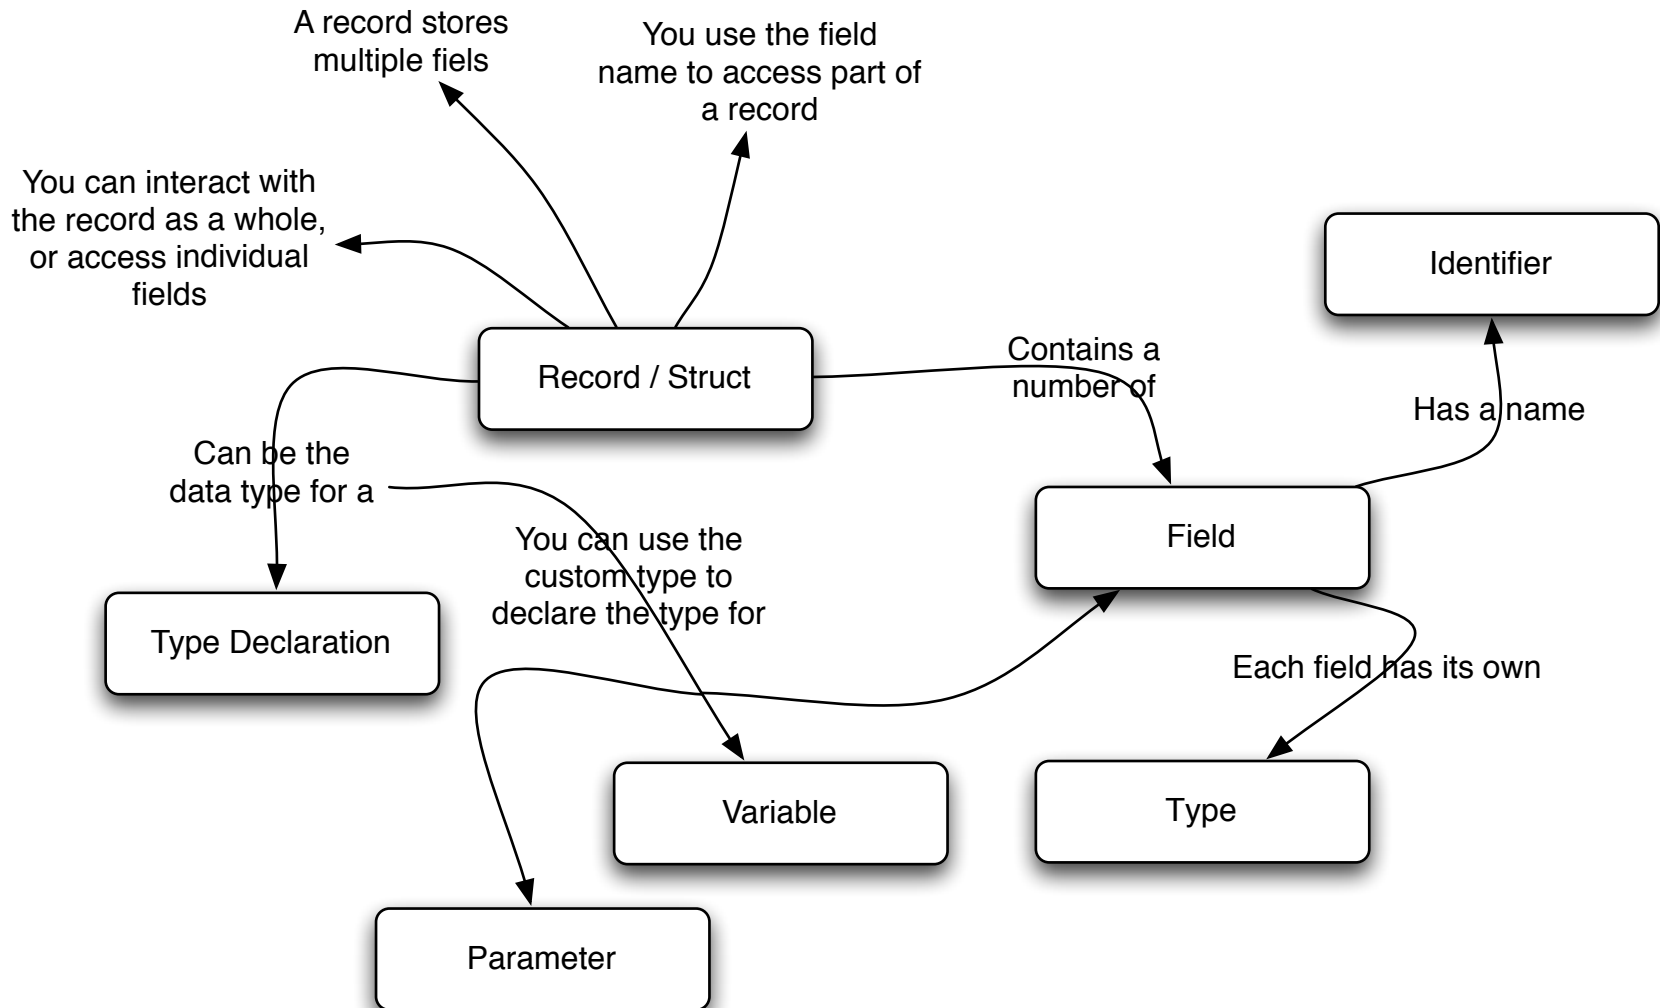 A record stores
multiple fiels
You use the field
name to access part of
a record
You can interact with
the record as a whole,
or access individual
fields
Identifier
Record / Struct
Contains a
number of
Has a name
Can be the
data type for a
You can use the
custom type to
declare the type for
Field
Type Declaration
Each field has its own
Variable
Type
Parameter